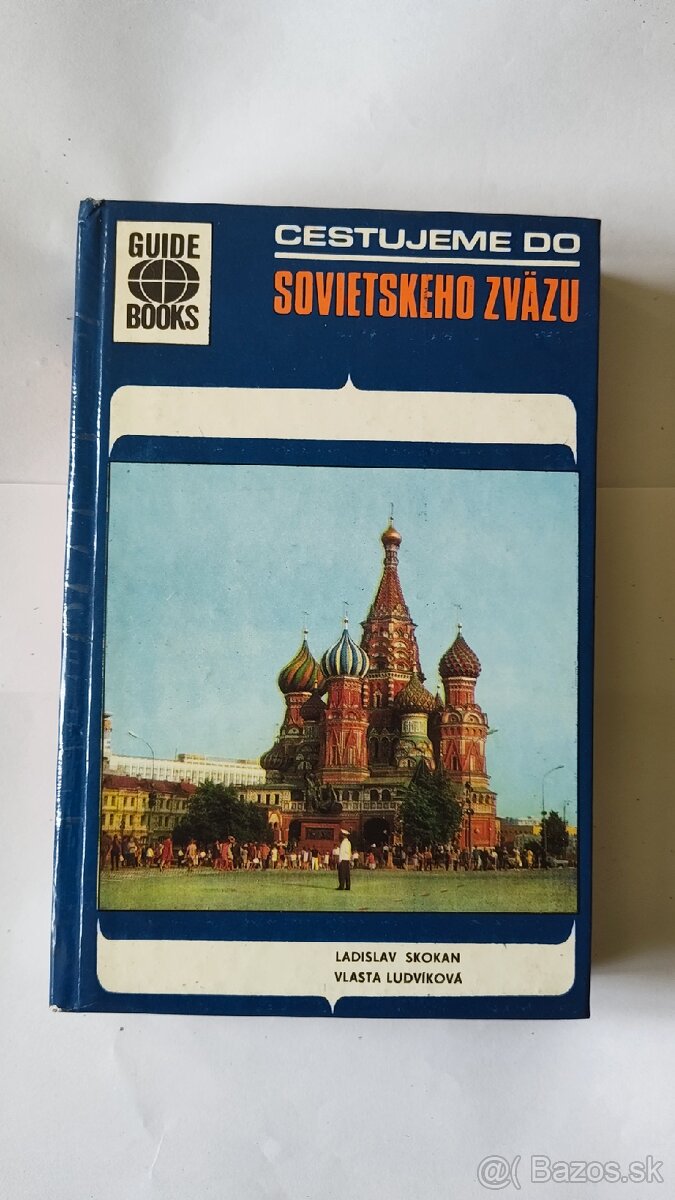 GUIDE
BOOKS
CESTUJEME DO
SOVIETSKEHO ZVÄZU
LADISLAV SKOKAN
VLASTA LUDVÍKOVÁ
@( Bazos.sk